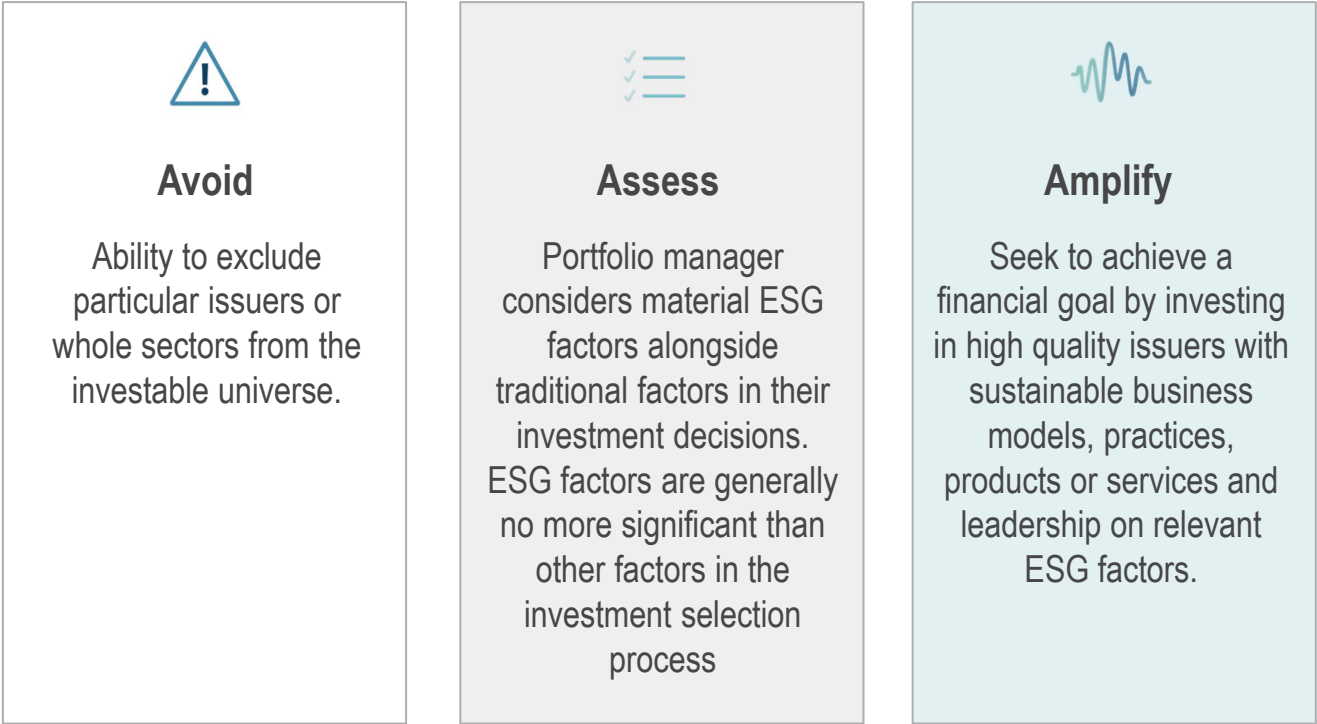 Avoid
Ability to exclude
particular issuers or
whole sectors from the
investable universe.
Assess
Portfolio manager
considers material ESG
factors alongside
traditional factors in their
investment decisions.
ESG factors are generally
no more significant than
other factors in the
investment selection
process
Amplify
Seek to achieve a
financial goal by investing
in high quality issuers with
sustainable business
models, practices,
products or services and
leadership on relevant
ESG factors.